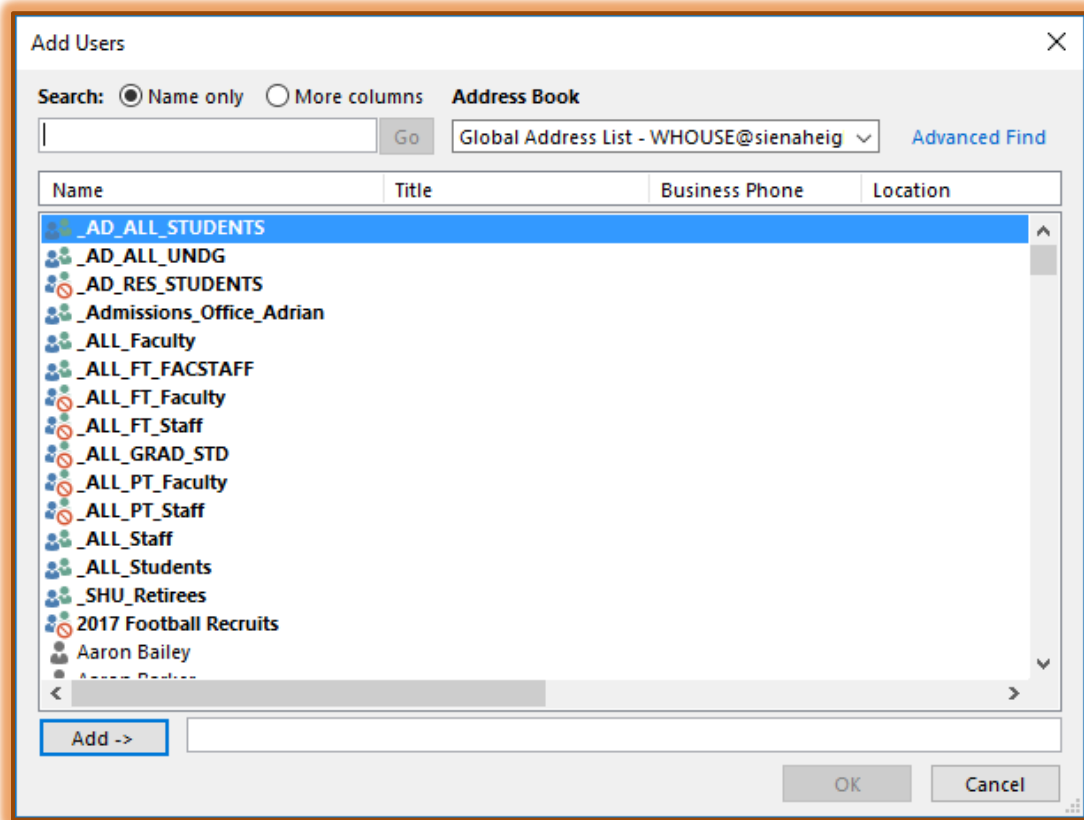 Add Users
Search: Name only More columns Address Book
Go Global Address List - WHOUSE@sienaheig Advanced Find
Name Title Business Phone Location
_AD_ALL_STUDENTS
_AD_ALL_UNDG
_AD_RES_STUDENTS
_Admissions_Office_Adrian
_ALL_Faculty
_ALL_FT_FACSTAFF
_ALL_FT_Faculty
_ALL_FT_Staff
_ALL_GRAD_STD
_ALL_PT_Faculty
_ALL_PT_Staff
_ALL_Staff
_ALL_Students
_SHU_Retirees
2017 Football Recruits
Aaron Bailey
Add ->
OK Cancel